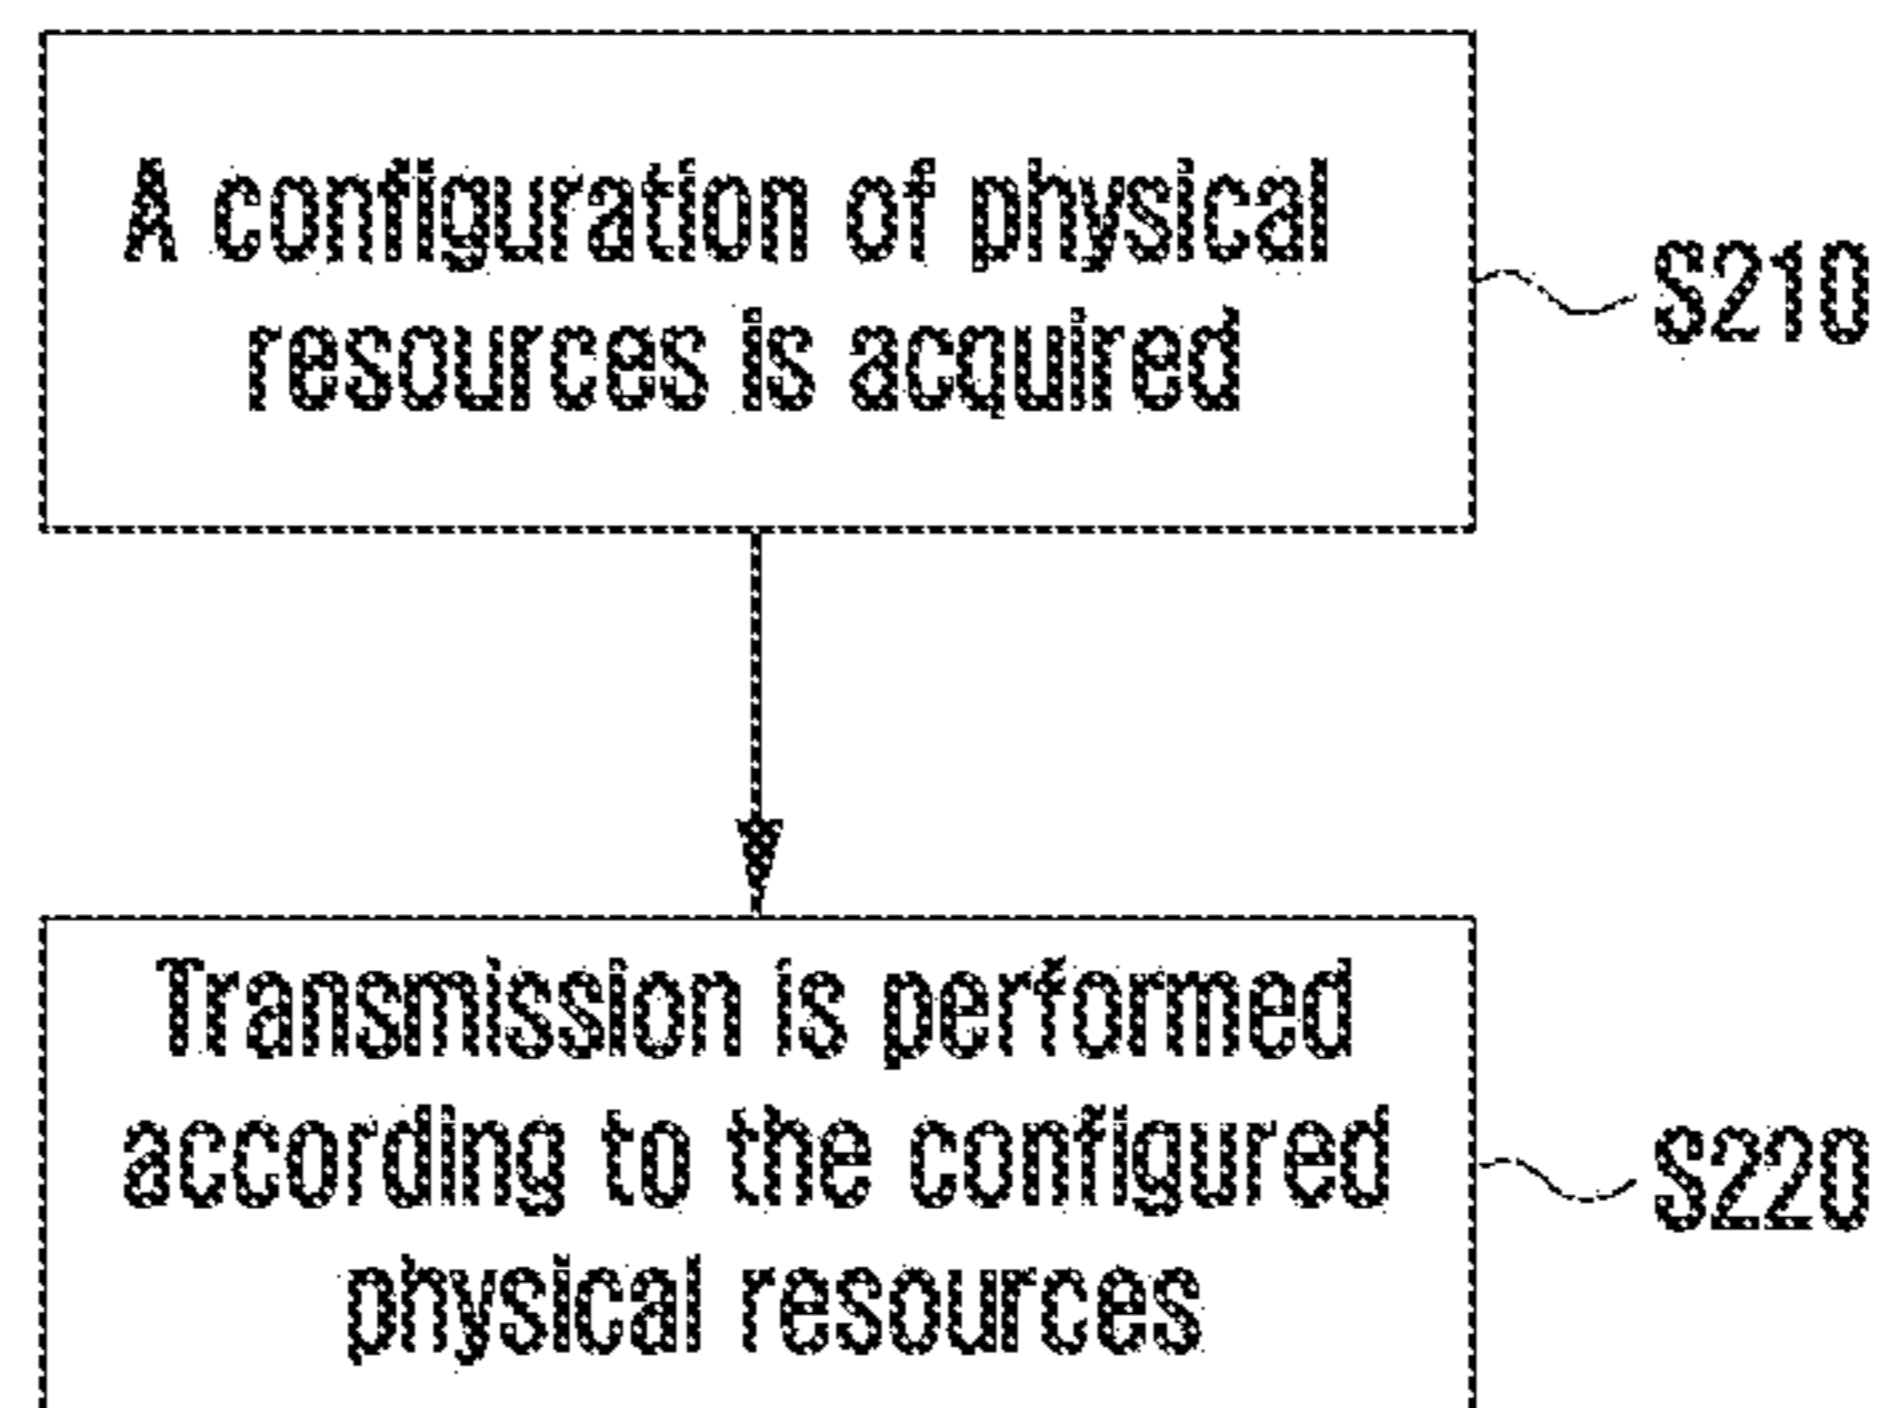 A configuration of physical
resources is acquired
S210
Transmission is performed
according to the configured
physical resources
S220